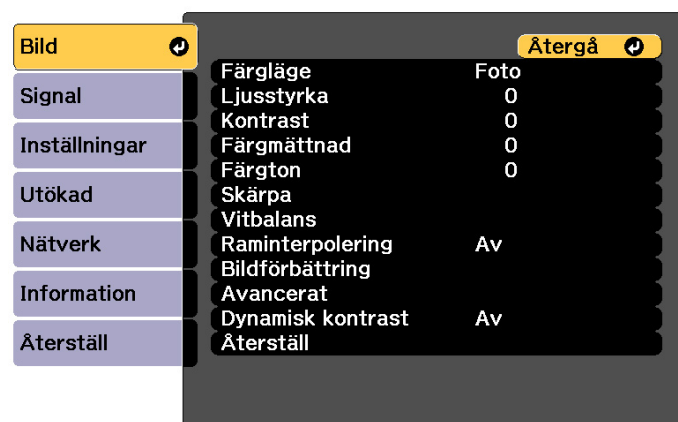 Bild
Signal
Inställningar
Utökad
Nätverk
Information
Återställ
Återgå
Färgläge Foto
Ljusstyrka 0
Kontrast 0
Färgmättnad 0
Färgton 0
Skärpa
Vitbalans
Raminterpolering Av
Bildförbättring
Avancerat
Dynamisk kontrast Av
Återställ